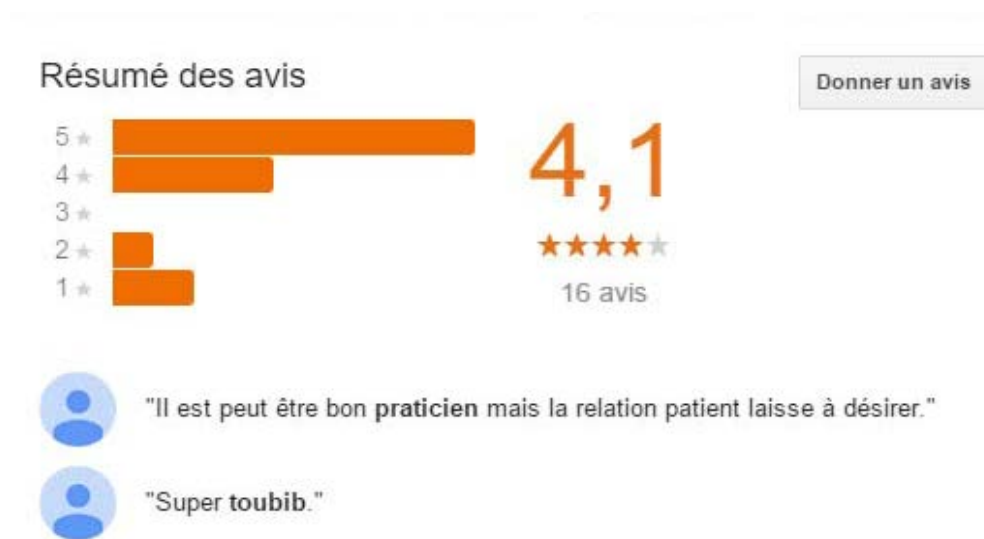 Résumé des avis
Donner un avis
5 ★
4 ★
3 ★
2 ★
1 ★
4,1
★★★★★
16 avis
"Il est peut être bon praticien mais la relation patient laisse à désirer."
"Super toubib."